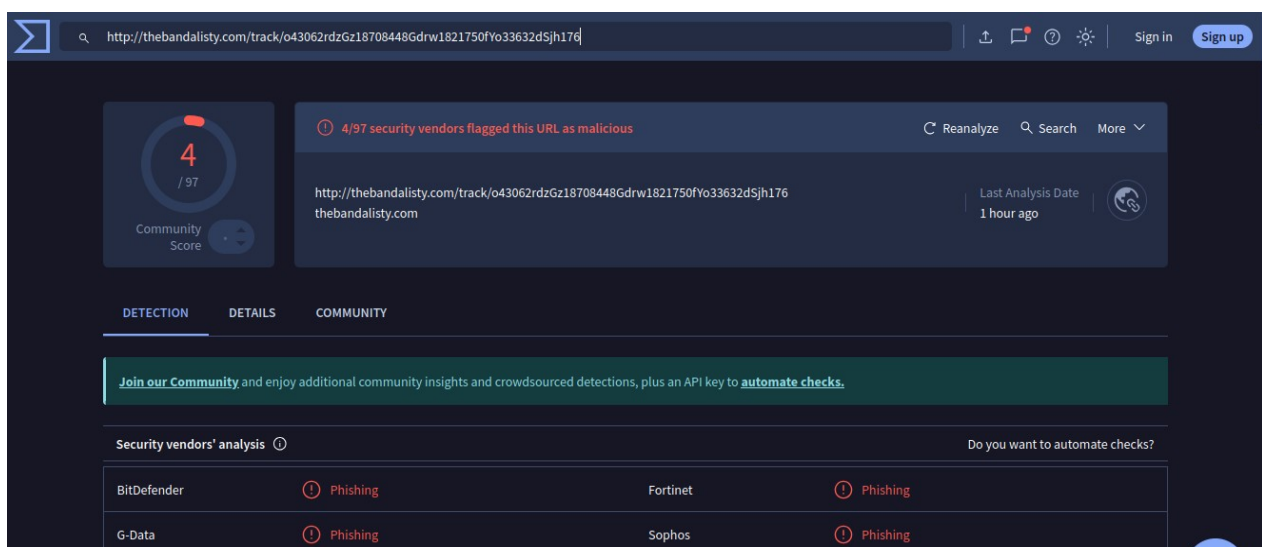 http://thebandalisty.com/track/o43062rdzGz18708448Gdrw1821750fYo33632dSjh176
Sign in
Sign up
4
/ 97
Community
Score
4/97 security vendors flagged this URL as malicious
Reanalyze
Search
More
http://thebandalisty.com/track/o43062rdzGz18708448Gdrw1821750fYo33632dSjh176
thebandalisty.com
Last Analysis Date
1 hour ago
DETECTION
DETAILS
COMMUNITY
Join our Community and enjoy additional community insights and crowdsourced detections, plus an API key to automate checks.
Security vendors' analysis
Do you want to automate checks?
BitDefender
Phishing
Fortinet
Phishing
G-Data
Phishing
Sophos
Phishing